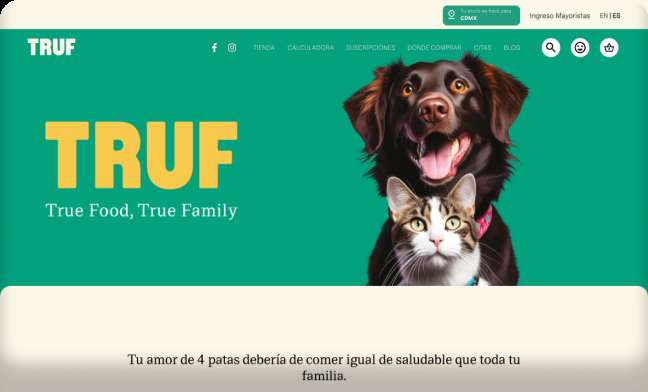 Tu envío se hará para
CDMX
Ingreso Mayoristas
EN | ES
TRUF
TIENDA
CALCULADORA
SUSCRIPCIONES
DÓNDE COMPRAR
CITAS
BLOG
TRUF
True Food, True Family
Tu amor de 4 patas debería de comer igual de saludable que toda tu
familia.